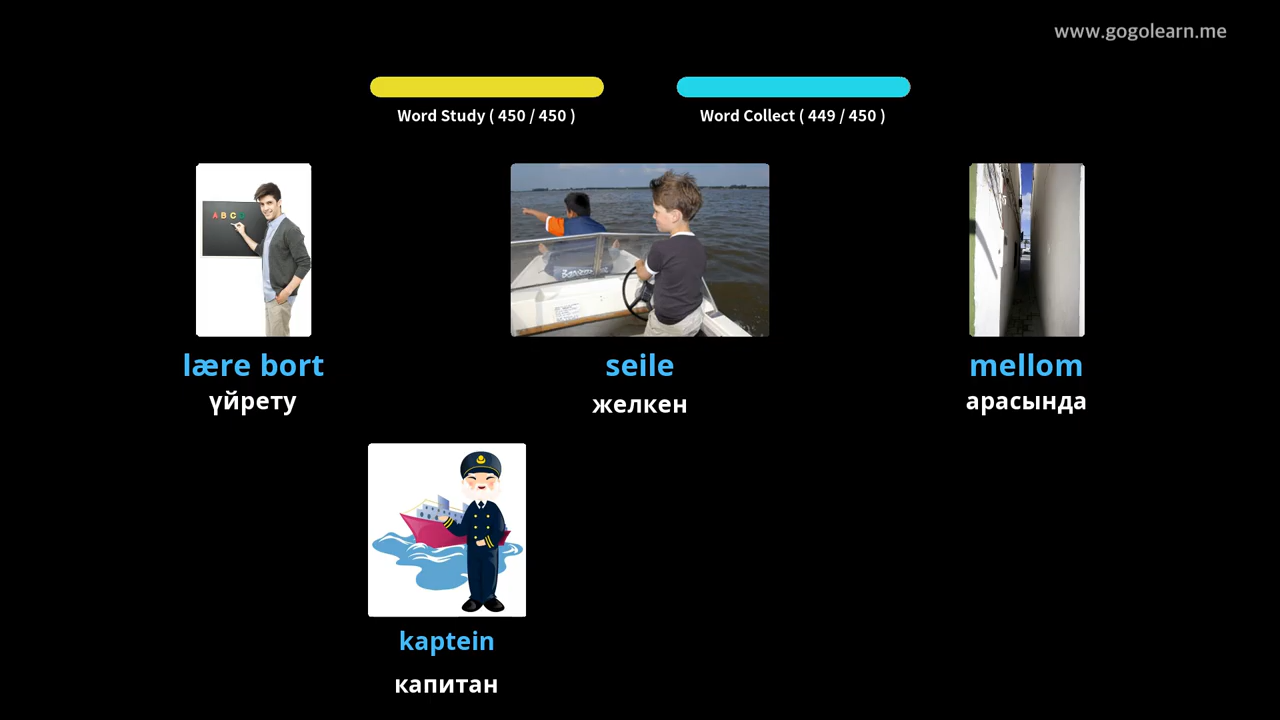 www.gogolearn.me
Word Study ( 450 / 450 )
Word Collect ( 449 / 450 )
A B C D
lære bort
seile
mellom
үйрету
желкен
арасында
kaptein
капитан